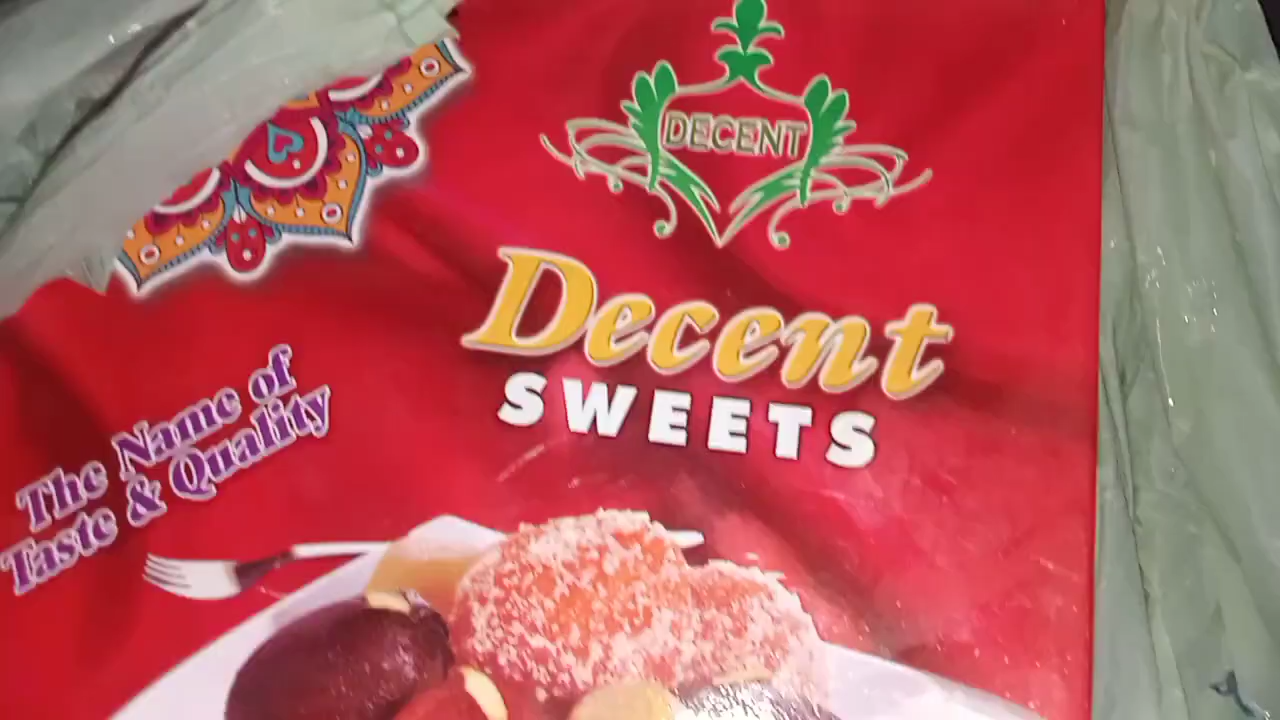 DECENT
Decent
SWEETS
The Name of
Taste & Quality